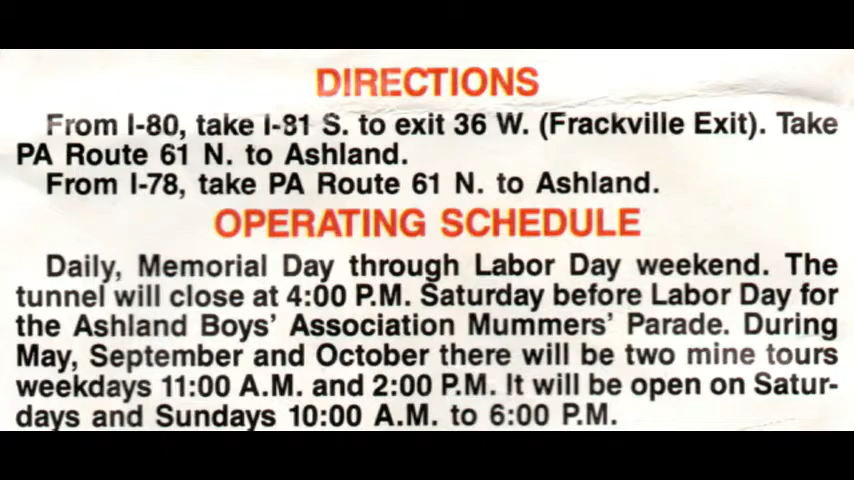 DIRECTIONS
From I-80, take I-81 S. to exit 36 W. (Frackville Exit). Take
PA Route 61 N. to Ashland.
From I-78, take PA Route 61 N. to Ashland.
OPERATING SCHEDULE
Daily, Memorial Day through Labor Day weekend. The
tunnel will close at 4:00 P.M. Saturday before Labor Day for
the Ashland Boys' Association Mummers' Parade. During
May, September and October there will be two mine tours
weekdays 11:00 A.M. and 2:00 P.M. It will be open on Satur-
days and Sundays 10:00 A.M. to 6:00 P.M.